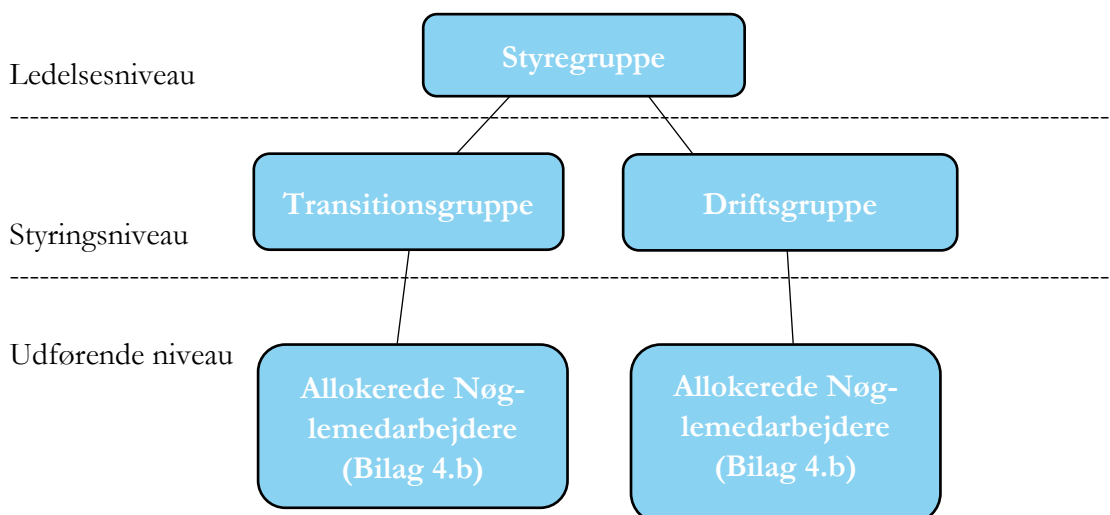 Styregruppe
Ledelsesniveau
Transitionsgruppe
Driftsgruppe
Styringsniveau
Udførende niveau
Allokerede Nøg-
lemedarbejdere
(Bilag 4.b)
Allokerede Nøg-
lemedarbejdere
(Bilag 4.b)